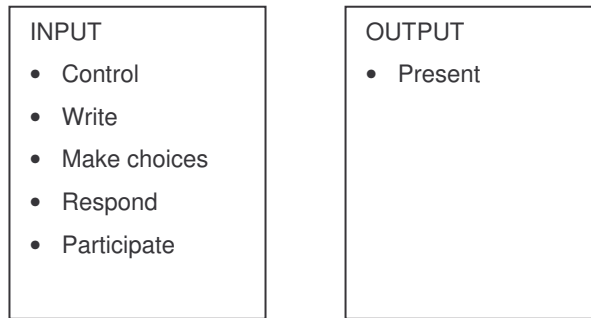 INPUT
• Control
• Write
• Make choices
• Respond
• Participate
OUTPUT
• Present